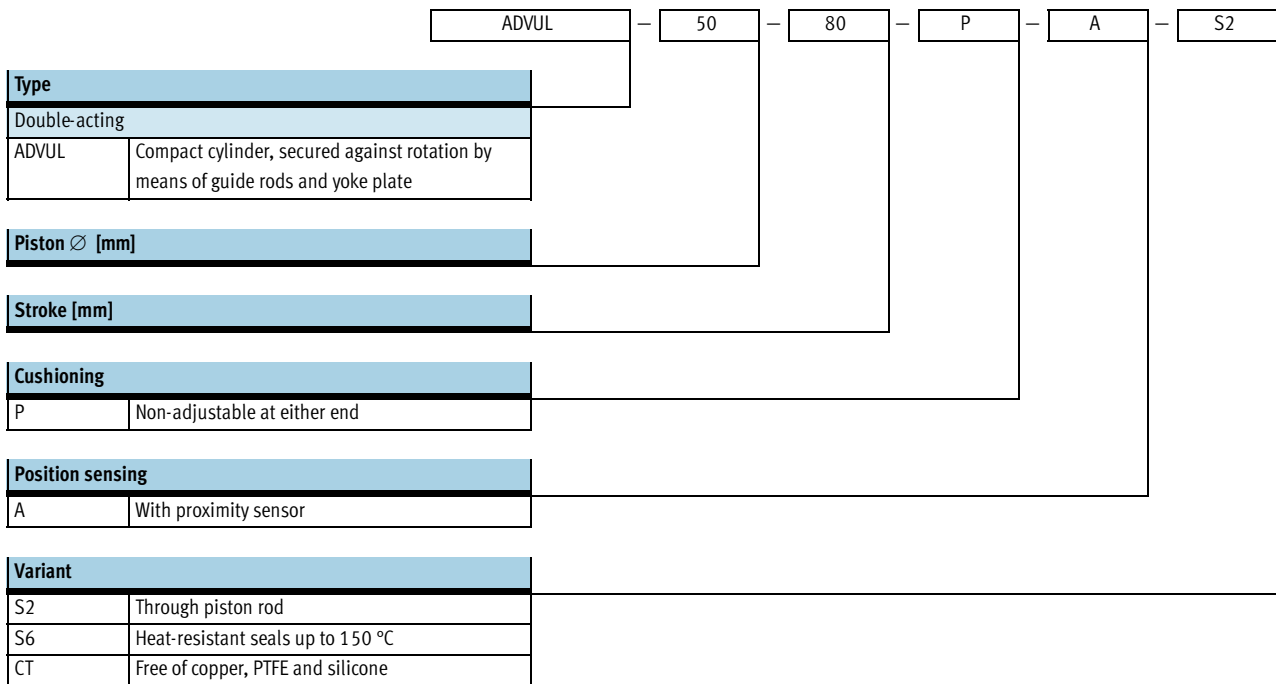 ADVUL – 50 – 80 – P – A – S2
Type
Double-acting
ADVUL Compact cylinder, secured against rotation by
means of guide rods and yoke plate
Piston ∅ [mm]
Stroke [mm]
Cushioning
P Non-adjustable at either end
Position sensing
A With proximity sensor
Variant
S2 Through piston rod
S6 Heat-resistant seals up to 150 °C
CT Free of copper, PTFE and silicone